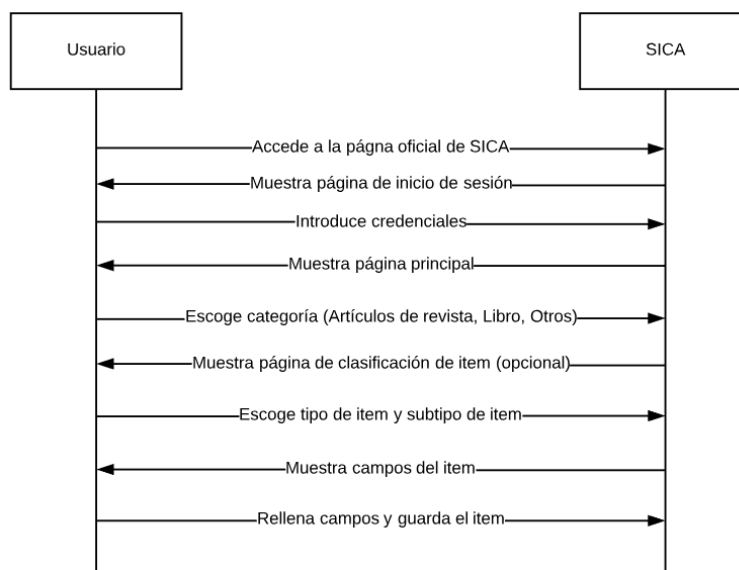 Usuario
SICA
Accede a la págna oficial de SICA
Muestra página de inicio de sesión
Introduce credenciales
Muestra página principal
Escoge categoría (Artículos de revista, Libro, Otros)
Muestra página de clasificación de item (opcional)
Escoge tipo de item y subtipo de item
Muestra campos del item
Rellena campos y guarda el item